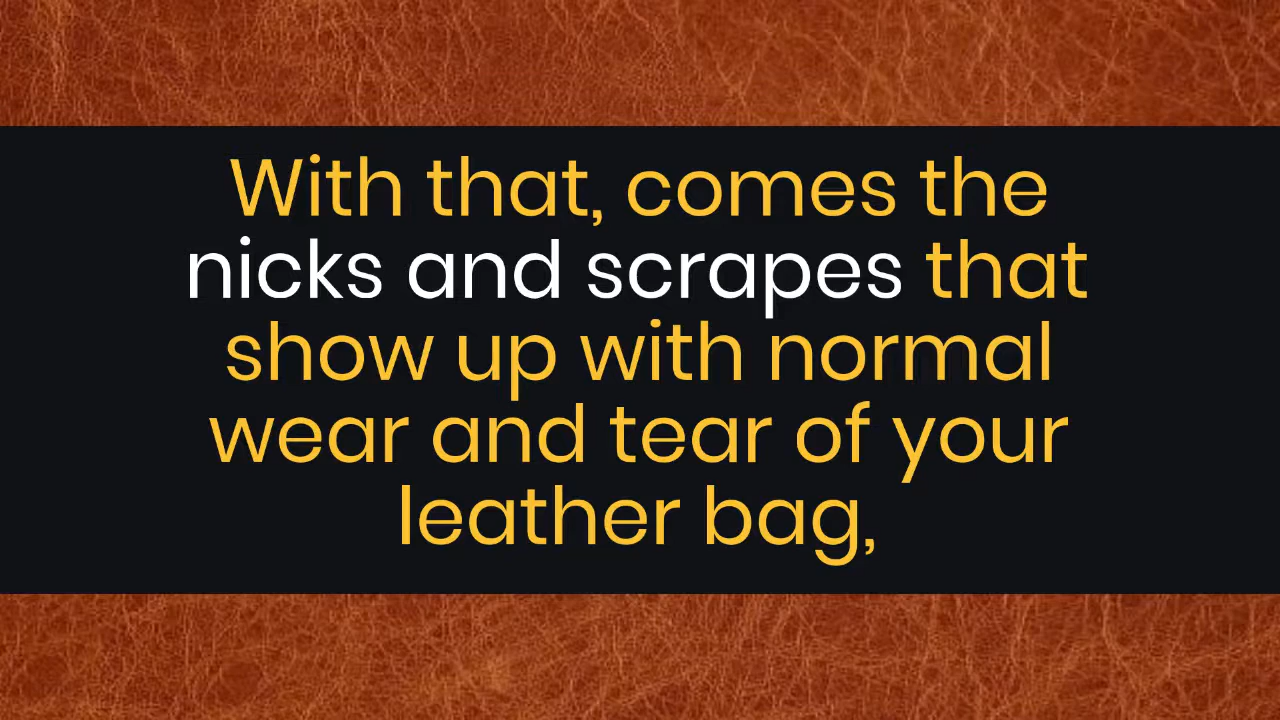 With that, comes the
nicks and scrapes that
show up with normal
wear and tear of your
leather bag,